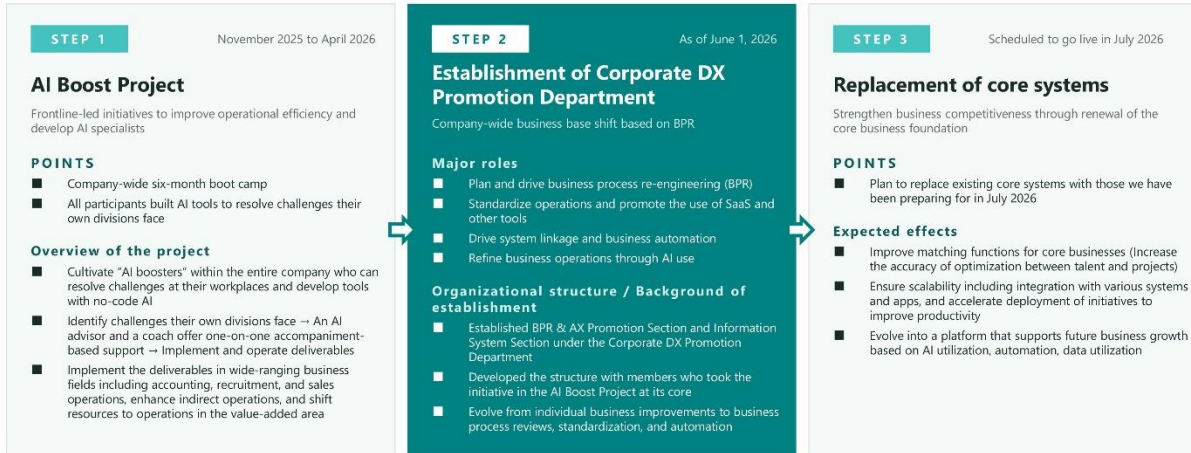 STEP 1
November 2025 to April 2026
AI Boost Project
Frontline-led initiatives to improve operational efficiency and
develop AI specialists
POINTS
■ Company-wide six-month boot camp
■ All participants built AI tools to resolve challenges their
own divisions face
Overview of the project
■ Cultivate "AI boosters" within the entire company who can
resolve challenges at their workplaces and develop tools
with no-code AI
■ Identify challenges their own divisions face → An AI
advisor and a coach offer one-on-one accompaniment-
based support → Implement and operate deliverables
■ Implement the deliverables in wide-ranging business
fields including accounting, recruitment, and sales
operations, enhance indirect operations, and shift
resources to operations in the value-added area
STEP 2
As of June 1, 2026
Establishment of Corporate DX
Promotion Department
Company-wide business base shift based on BPR
Major roles
■ Plan and drive business process re-engineering (BPR)
■ Standardize operations and promote the use of SaaS and
other tools
■ Drive system linkage and business automation
■ Refine business operations through AI use
Organizational structure / Background of
establishment
■ Established BPR & AX Promotion Section and Information
System Section under the Corporate DX Promotion
Department
■ Developed the structure with members who took the
initiative in the AI Boost Project at its core
■ Evolve from individual business improvements to business
process reviews, standardization, and automation
STEP 3
Scheduled to go live in July 2026
Replacement of core systems
Strengthen business competitiveness through renewal of the
core business foundation
POINTS
■ Plan to replace existing core systems with those we have
been preparing for in July 2026
Expected effects
■ Improve matching functions for core businesses (Increase
the accuracy of optimization between talent and projects)
■ Ensure scalability including integration with various systems
and apps, and accelerate deployment of initiatives to
improve productivity
■ Evolve into a platform that supports future business growth
based on AI utilization, automation, data utilization